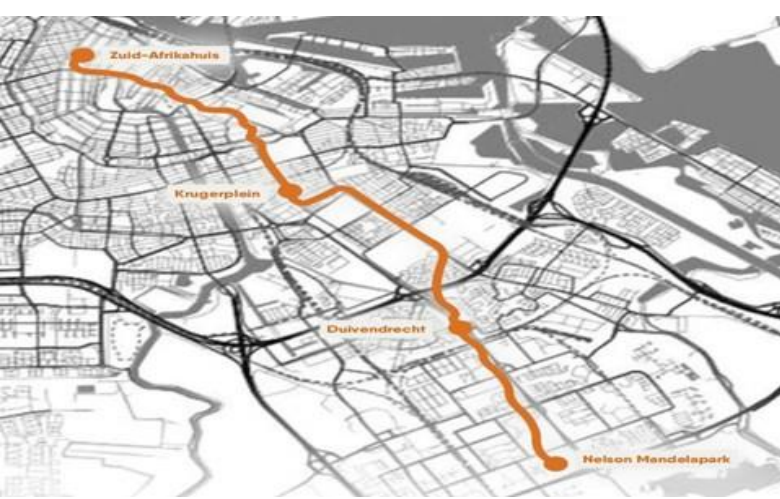 Zuid-Afrikahuis
Krugerplein
Duivendrecht
Nelson Mandelapark